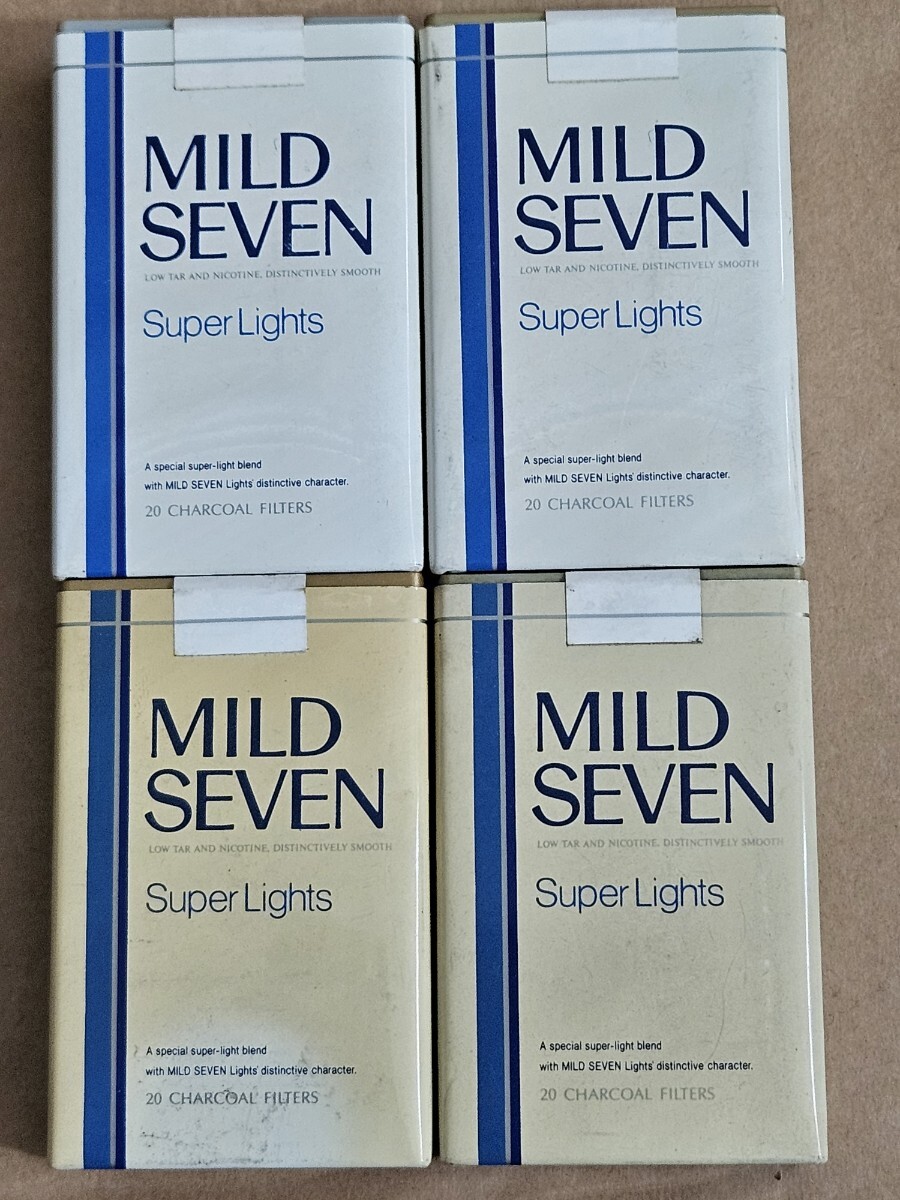 MILD
SEVEN
LOW TAR AND NICOTINE, DISTINCTIVELY SMOOTH
Super Lights
A special super-light blend
with MILD SEVEN Lights' distinctive character.
20 CHARCOAL FILTERS
MILD
SEVEN
LOW TAR AND NICOTINE, DISTINCTIVELY SMOOTH
Super Lights
A special super-light blend
with MILD SEVEN Lights' distinctive character.
20 CHARCOAL FILTERS
MILD
SEVEN
LOW TAR AND NICOTINE, DISTINCTIVELY SMOOTH
Super Lights
A special super-light blend
with MILD SEVEN Lights' distinctive character.
20 CHARCOAL FILTERS
MILD
SEVEN
LOW TAR AND NICOTINE, DISTINCTIVELY SMOOTH
Super Lights
A special super-light blend
with MILD SEVEN Lights' distinctive character.
20 CHARCOAL FILTERS